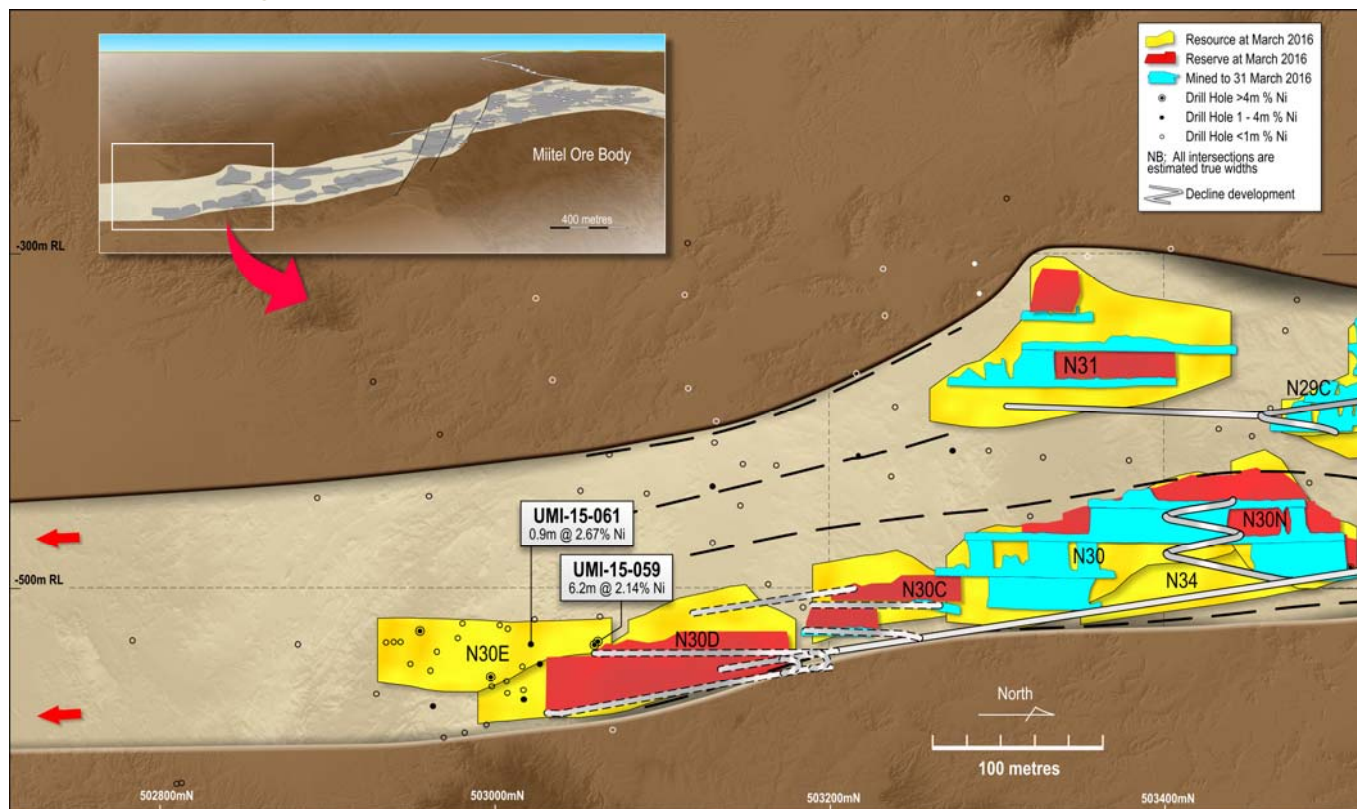 Miitel Ore Body
400 metres
Resource at March 2016
Reserve at March 2016
Mined to 31 March 2016
Drill Hole >4m % Ni
Drill Hole 1 - 4m % Ni
Drill Hole <1m % Ni
NB: All intersections are
estimated true widths
Decline development
-300m RL
N31
N29C
UMI-15-061
0.9m @ 2.67% Ni
UMI-15-059
6.2m @ 2.14% Ni
-500m RL
N30N
N30
N34
N30C
N30D
N30E
North
100 metres
502800mN
503000mN
503200mN
503400mN